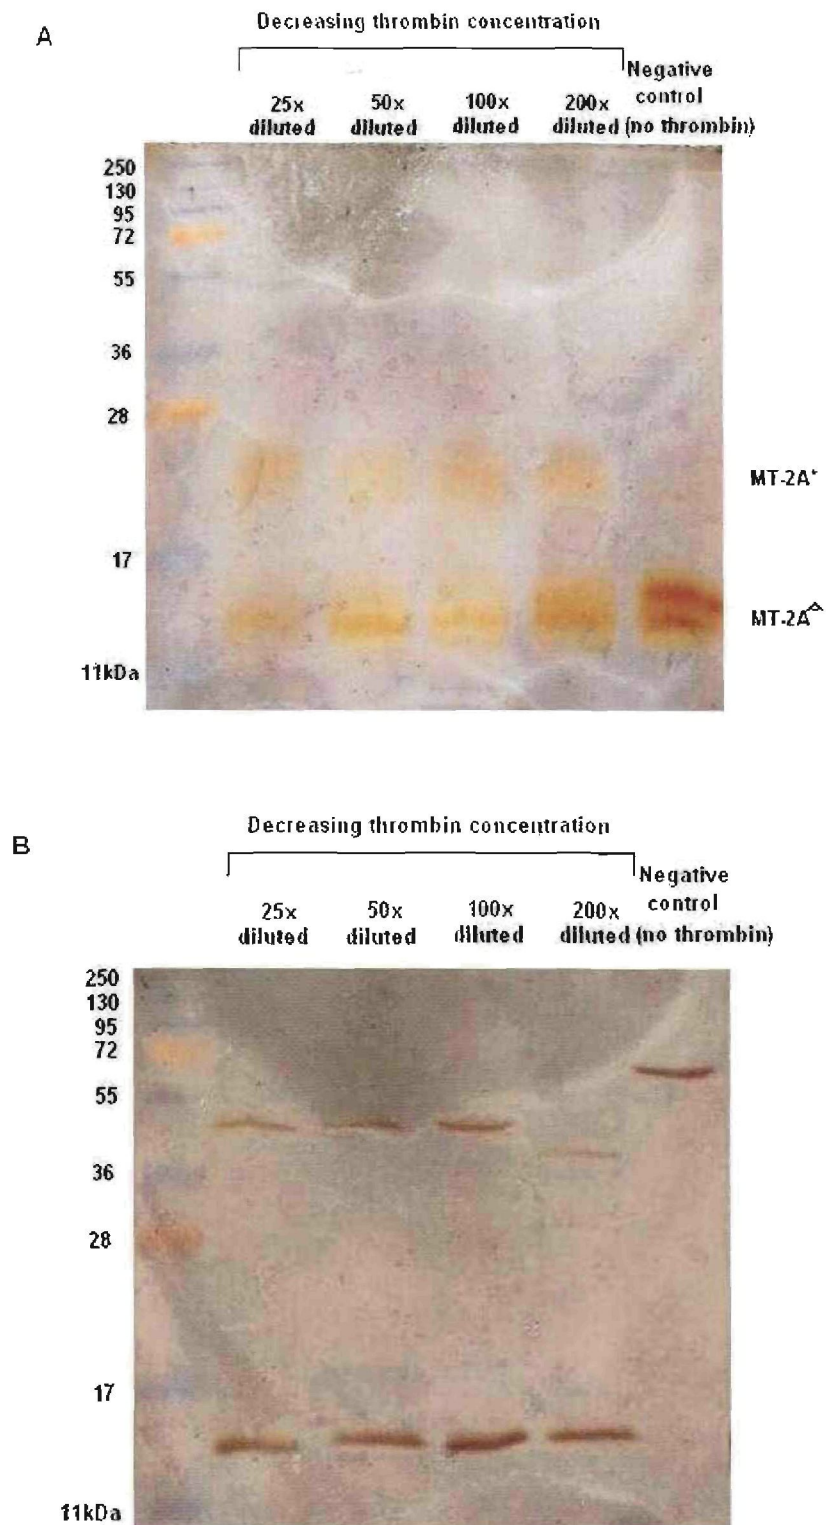 A
Decreasing thrombin concentration
25x diluted
50x diluted
100x diluted
200x diluted
Negative control (no thrombin)
250
130
95
72
55
36
28
17
11kDa
MT-2A*
MT-2A
B
Decreasing thrombin concentration
25x diluted
50x diluted
100x diluted
200x diluted
Negative control (no thrombin)
250
130
95
72
55
36
28
17
11kDa